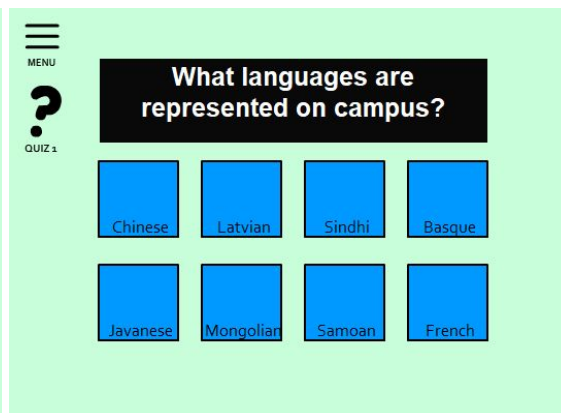 MENU
What languages are
represented on campus?
QUIZ 1
Chinese
Latvian
Sindhi
Basque
Javanese
Mongolian
Samoan
French